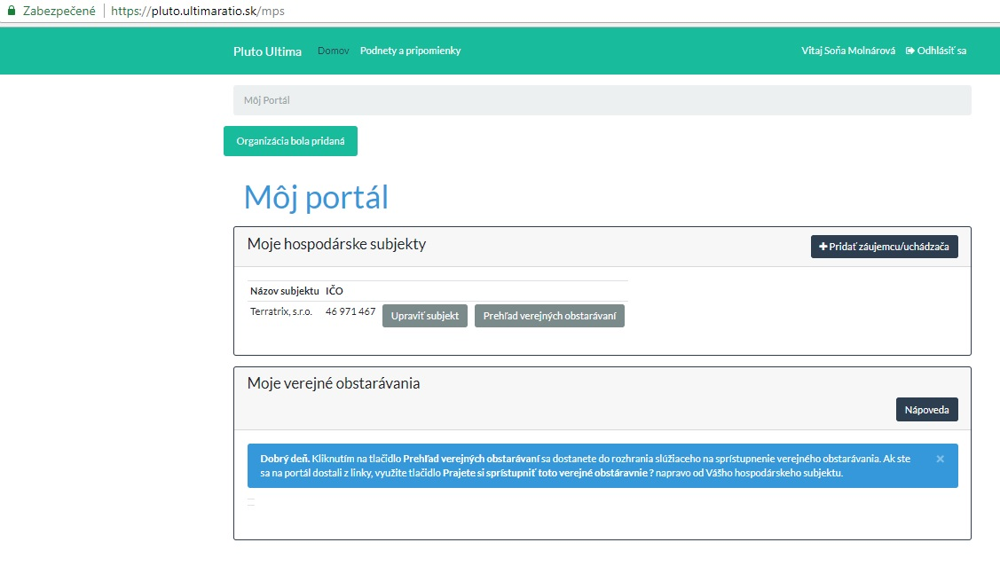 Zabezpečené https://pluto.ultimaratio.sk/mps
Pluto Ultima Domov Podnety a pripomienky Vitaj Soňa Molnárová Odhlásiť sa
Môj Portál
Organizácia bola pridaná
Môj portál
Moje hospodárske subjekty
Pridať záujemcu/uchádzača
Názov subjektu IČO
Terratrix, s.r.o. 46 971 467 Upraviť subjekt Prehľad verejných obstarávaní
Moje verejné obstarávania
Nápoveda
Dobrý deň. Kliknutím na tlačidlo Prehľad verejných obstarávaní sa dostanete do rozhrania slúžiaceho na sprístupnenie verejného obstarávania. Ak ste
sa na portál dostali z linky, využite tlačidlo Prajete si sprístupniť toto verejné obstáravnie ? napravo od Vášho hospodárskeho subjektu.